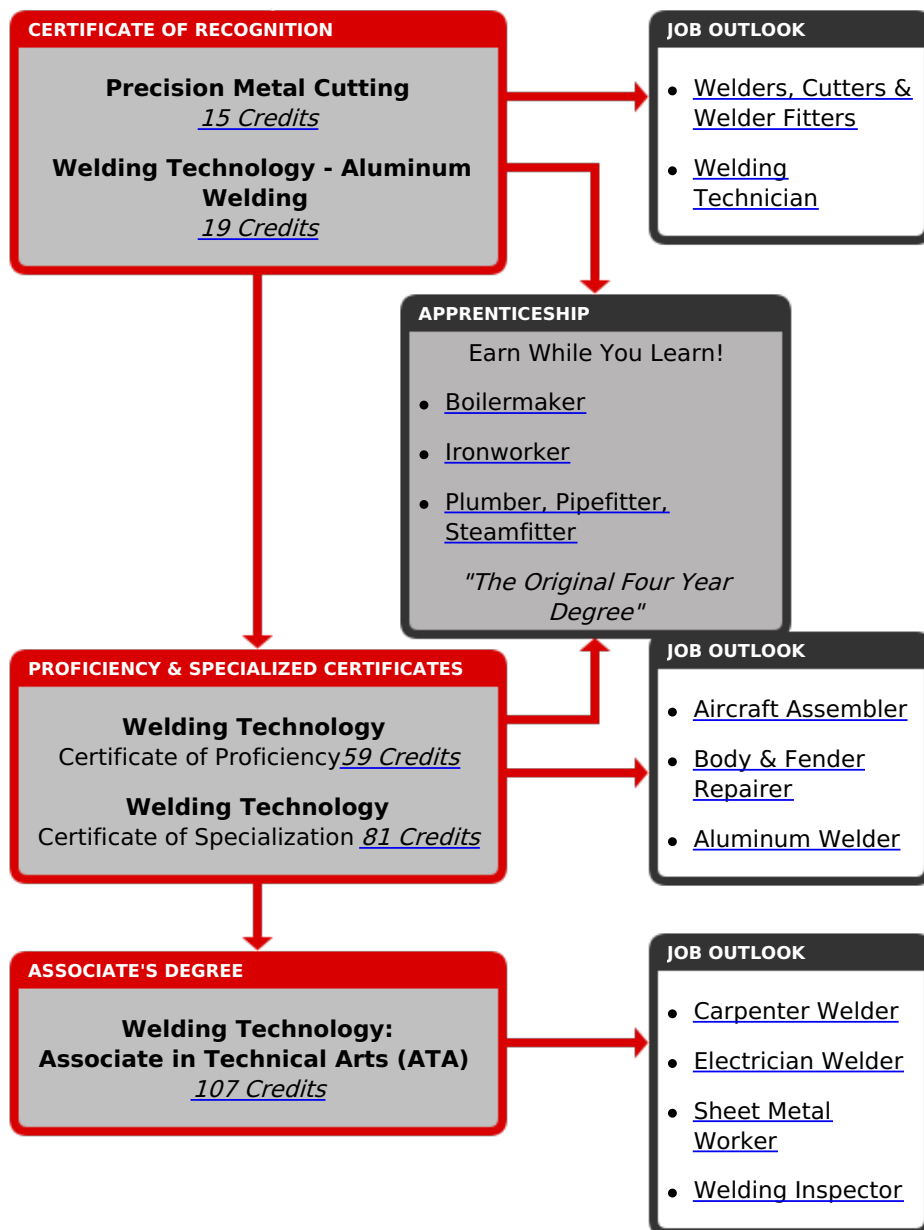 CERTIFICATE OF RECOGNITION
Precision Metal Cutting
15 Credits
Welding Technology - Aluminum
Welding
19 Credits
JOB OUTLOOK
Welders, Cutters &
Welder Fitters
Welding
Technician
APPRENTICESHIP
Earn While You Learn!
Boilermaker
Ironworker
Plumber, Pipefitter,
Steamfitter
"The Original Four Year
Degree"
PROFICIENCY & SPECIALIZED CERTIFICATES
Welding Technology
Certificate of Proficiency59 Credits
Welding Technology
Certificate of Specialization 81 Credits
JOB OUTLOOK
Aircraft Assembler
Body & Fender
Repairer
Aluminum Welder
ASSOCIATE'S DEGREE
Welding Technology:
Associate in Technical Arts (ATA)
107 Credits
JOB OUTLOOK
Carpenter Welder
Electrician Welder
Sheet Metal
Worker
Welding Inspector